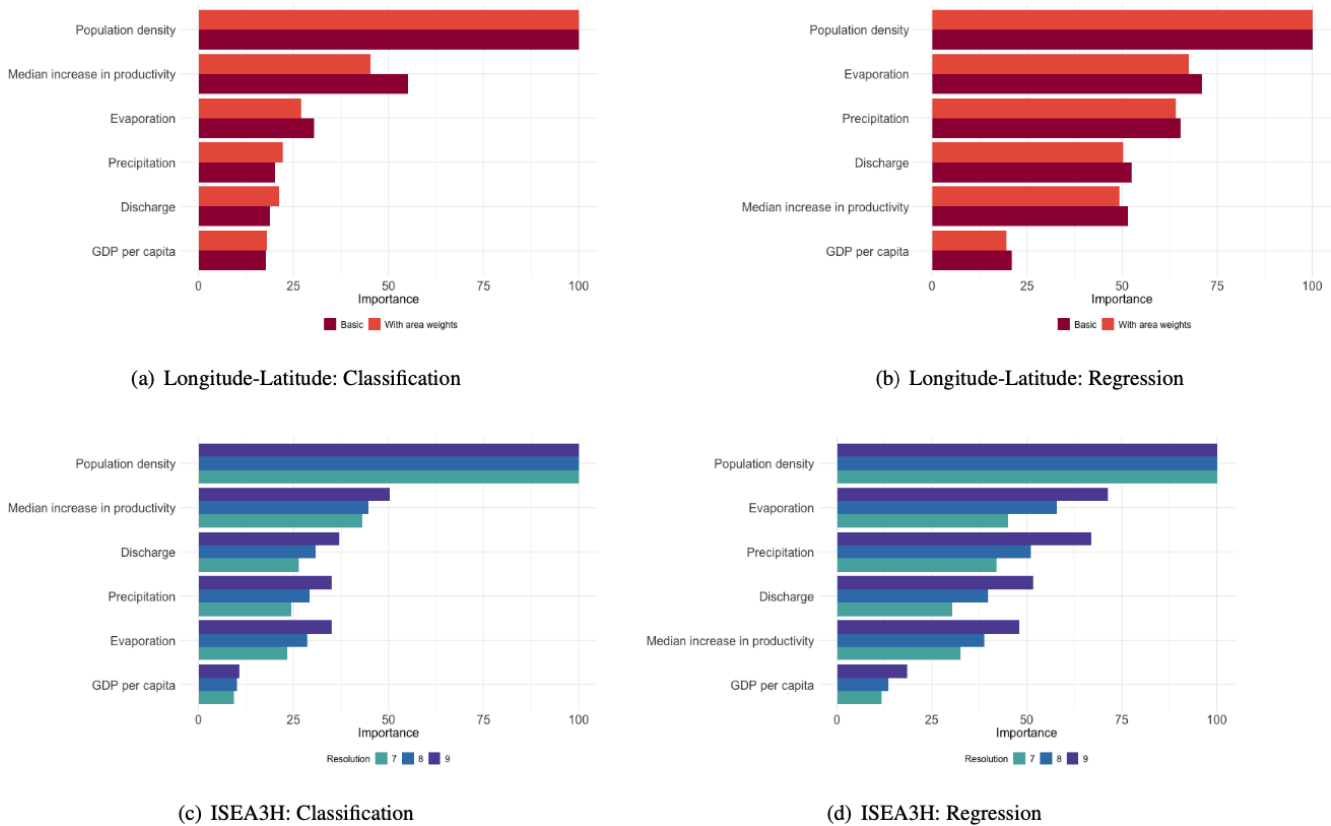 Population density
Median increase in productivity
Evaporation
Precipitation
Discharge
GDP per capita
0 25 50 75 100
Importance
Basic With area weights
(a) Longitude-Latitude: Classification
Population density
Evaporation
Precipitation
Discharge
Median increase in productivity
GDP per capita
0 25 50 75 100
Importance
Basic With area weights
(b) Longitude-Latitude: Regression
Population density
Median increase in productivity
Discharge
Precipitation
Evaporation
GDP per capita
0 25 50 75 100
Importance
Resolution 7 8 9
(c) ISEA3H: Classification
Population density
Evaporation
Precipitation
Discharge
Median increase in productivity
GDP per capita
0 25 50 75 100
Importance
Resolution 7 8 9
(d) ISEA3H: Regression